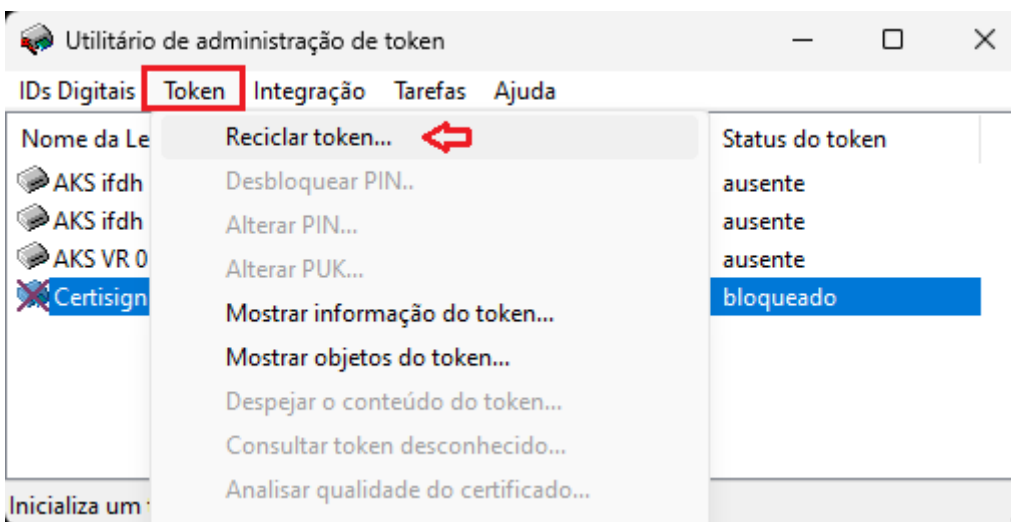 Utilitário de administração de token
IDs Digitais Token Integração Tarefas Ajuda
Nome da Le Status do token
Reciclar token...
AKS ifdh ausente
Desbloquear PIN..
AKS ifdh ausente
Alterar PIN...
AKS VR 0 ausente
Alterar PUK...
Certisign bloqueado
Mostrar informação do token...
Mostrar objetos do token...
Despejar o conteúdo do token...
Consultar token desconhecido...
Analisar qualidade do certificado...
Inicializa um